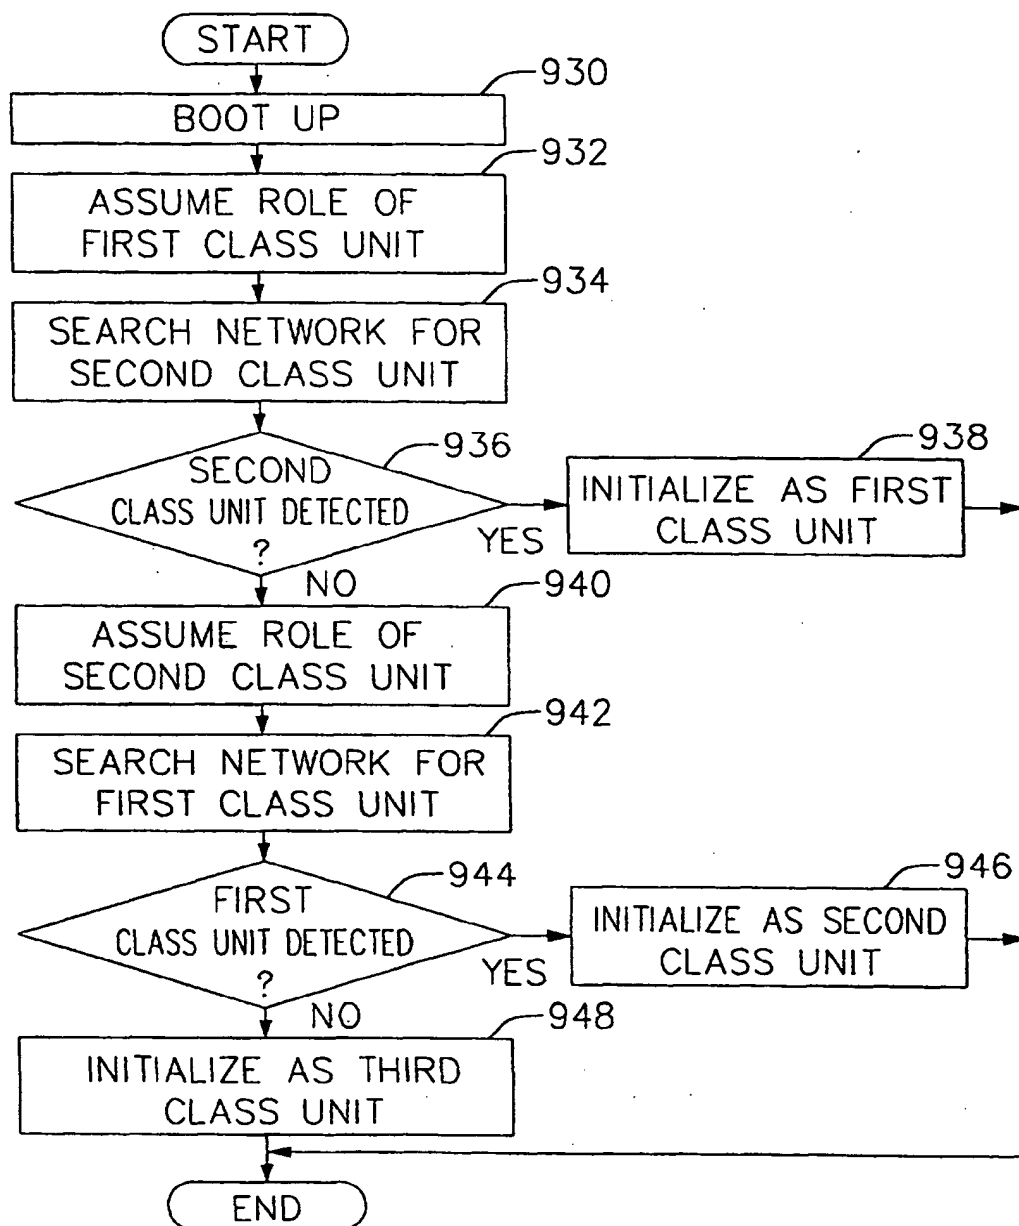 START
930
BOOT UP
932
ASSUME ROLE OF
FIRST CLASS UNIT
934
SEARCH NETWORK FOR
SECOND CLASS UNIT
936
SECOND
CLASS UNIT DETECTED
?
YES
NO
938
INITIALIZE AS FIRST
CLASS UNIT
940
ASSUME ROLE OF
SECOND CLASS UNIT
942
SEARCH NETWORK FOR
FIRST CLASS UNIT
944
FIRST
CLASS UNIT DETECTED
?
YES
NO
946
INITIALIZE AS SECOND
CLASS UNIT
948
INITIALIZE AS THIRD
CLASS UNIT
END